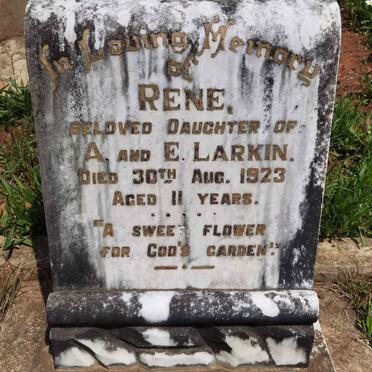 In Loving Memory
of
RENE,
BELOVED DAUGHTER OF
A. AND E. LARKIN.
DIED 30TH AUG. 1923
AGED 11 YEARS.
"A SWEET FLOWER
FOR GOD'S GARDEN."